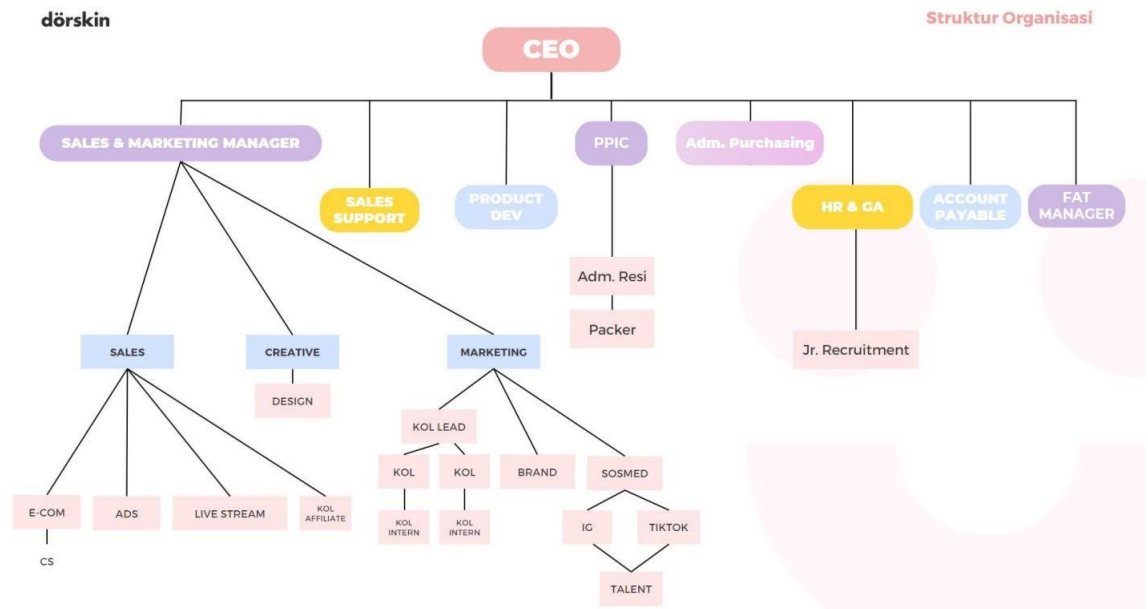 dörskin
Struktur Organisasi
CEO
SALES & MARKETING MANAGER
PPIC
Adm. Purchasing
SALES
SUPPORT
PRODUCT
DEV
HR & GA
ACCOUNT
PAYABLE
FAT
MANAGER
Adm. Resi
Packer
Jr. Recruitment
SALES
CREATIVE
MARKETING
DESIGN
KOL LEAD
KOL
KOL
BRAND
SOSMED
E-COM
ADS
LIVE STREAM
KOL
AFFILIATE
KOL
INTERN
KOL
INTERN
IG
TIKTOK
CS
TALENT